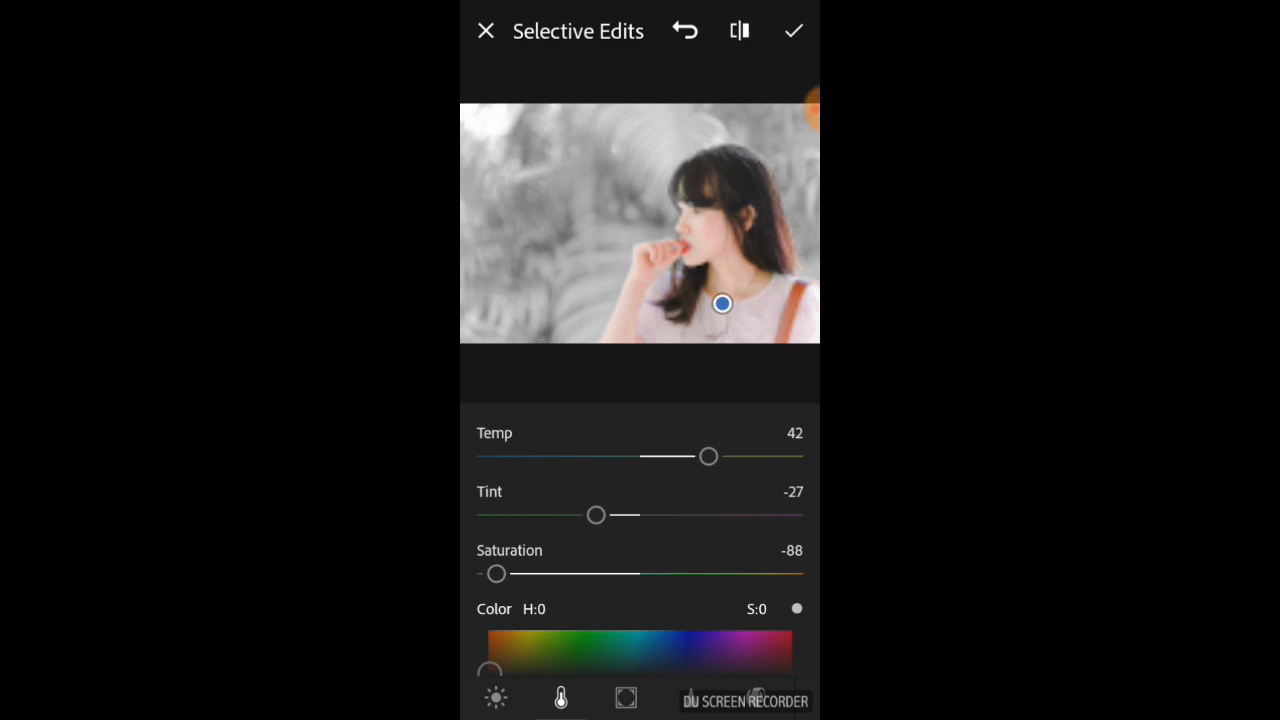 Selective Edits
Temp 42
Tint -27
Saturation -88
Color H:0 S:0
DU SCREEN RECORDER